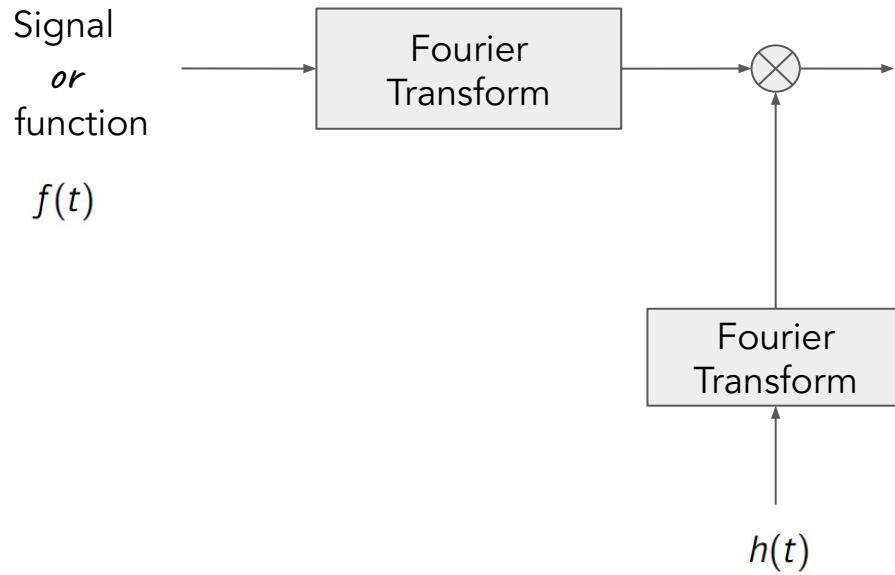 Signal
or
function
f(t)
Fourier
Transform
Fourier
Transform
h(t)